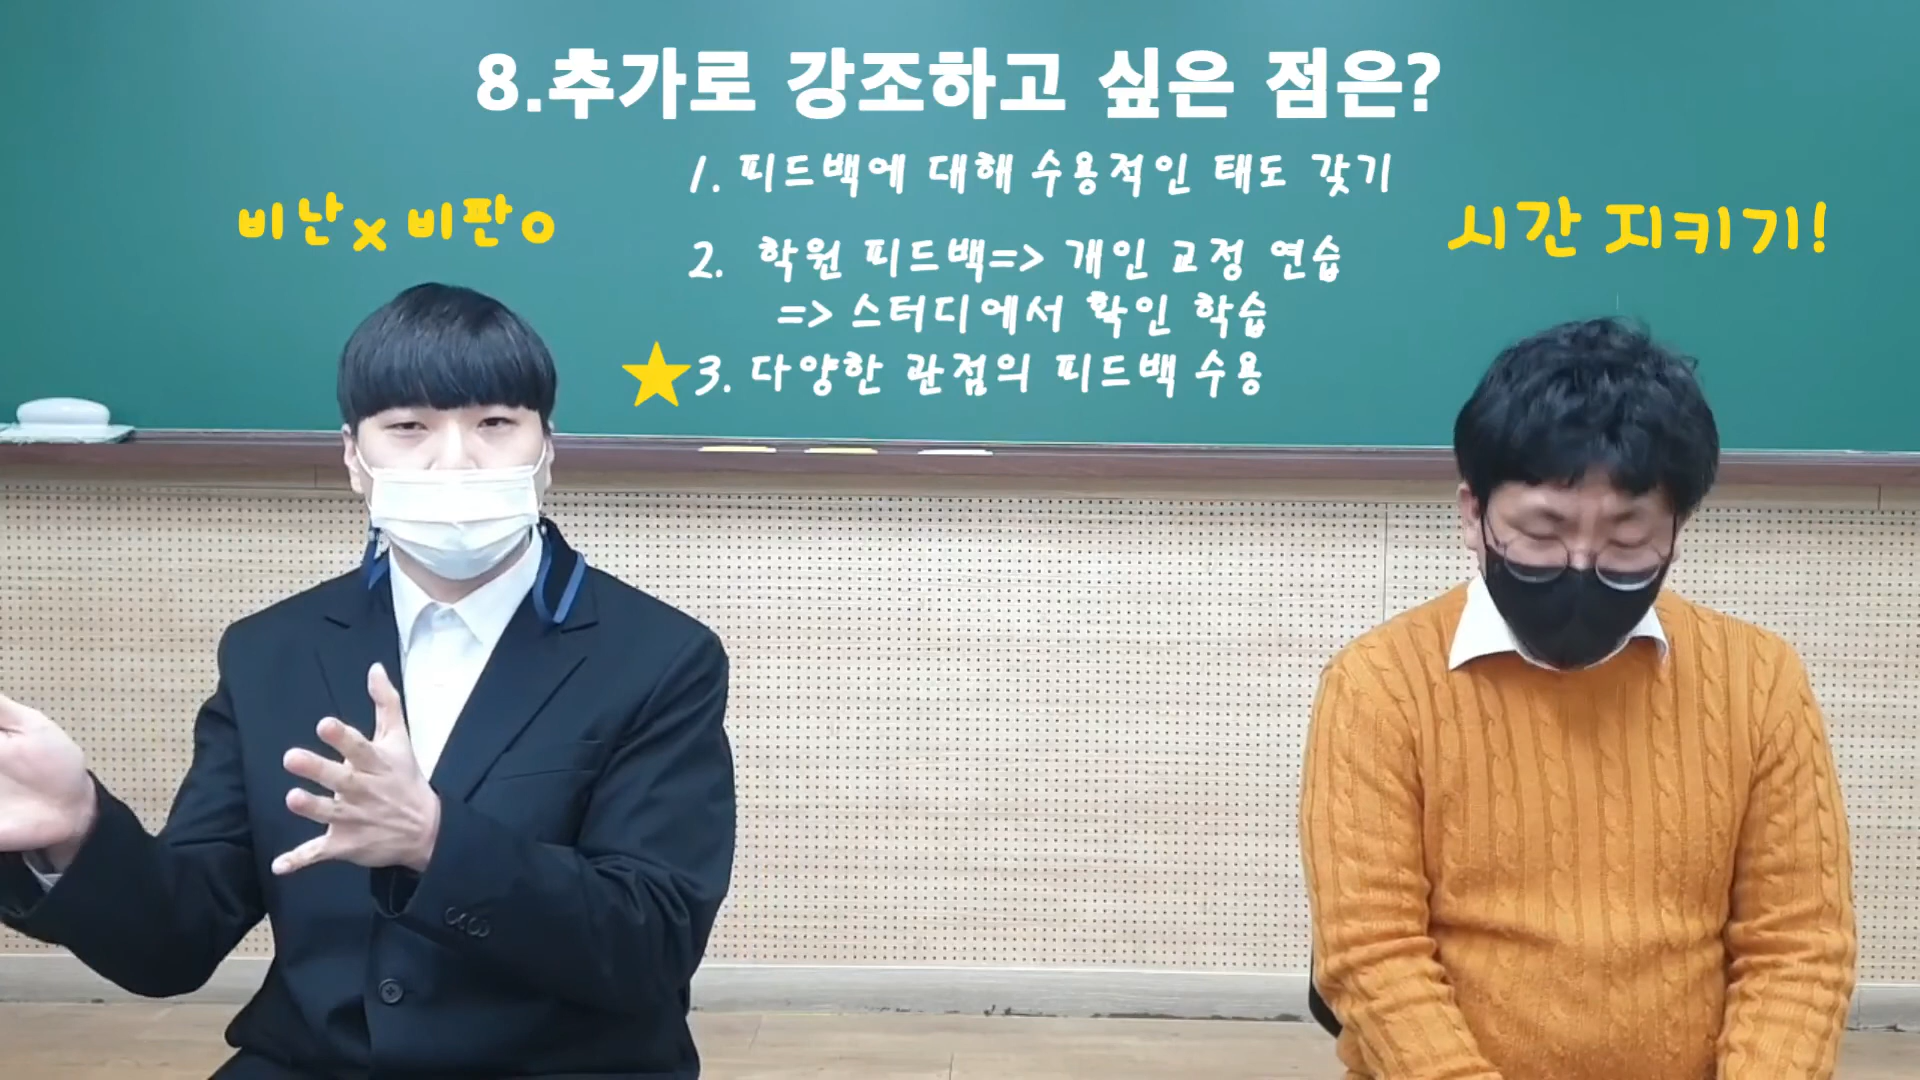 8.추가로 강조하고 싶은 점은?
1. 피드백에 대해 수용적인 태도 갖기
비난x 비판o
시간 지키기!
2. 학원 피드백=> 개인 교정 연습
=> 스터디에서 확인 학습
3. 다양한 관점의 피드백 수용